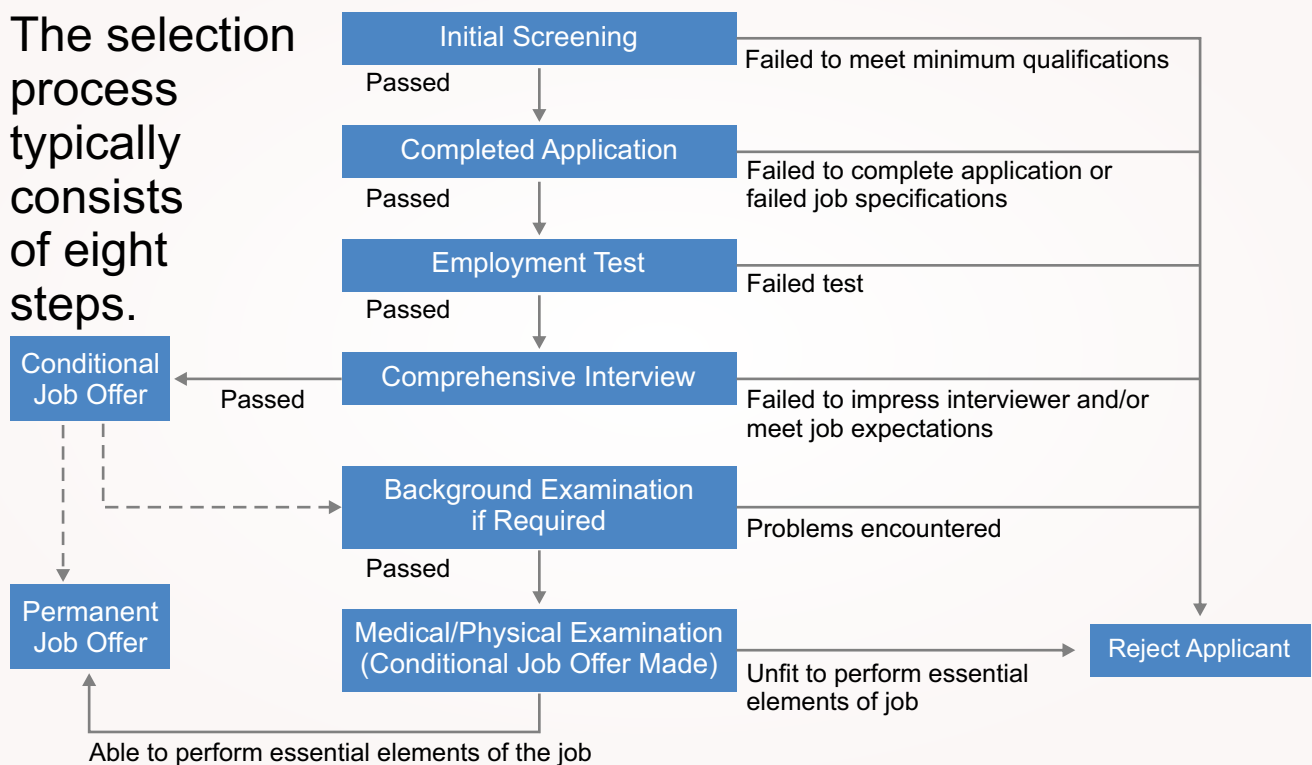 The selection
process
typically
consists
of eight
steps.
Initial Screening
Failed to meet minimum qualifications
Passed
Completed Application
Failed to complete application or
failed job specifications
Passed
Employment Test
Failed test
Passed
Comprehensive Interview
Failed to impress interviewer and/or
meet job expectations
Passed
Conditional
Job Offer
Background Examination
if Required
Problems encountered
Passed
Permanent
Job Offer
Medical/Physical Examination
(Conditional Job Offer Made)
Unfit to perform essential
elements of job
Reject Applicant
Able to perform essential elements of the job